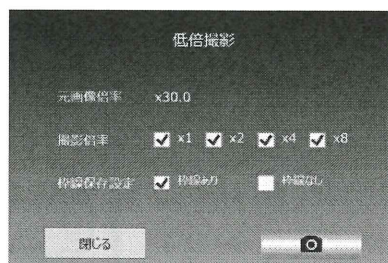 低倍撮影
元画像倍率 x30.0
撮影倍率 x1 x2 x4 x8
枠線保存設定 枠線あり 枠線なし
閉じる